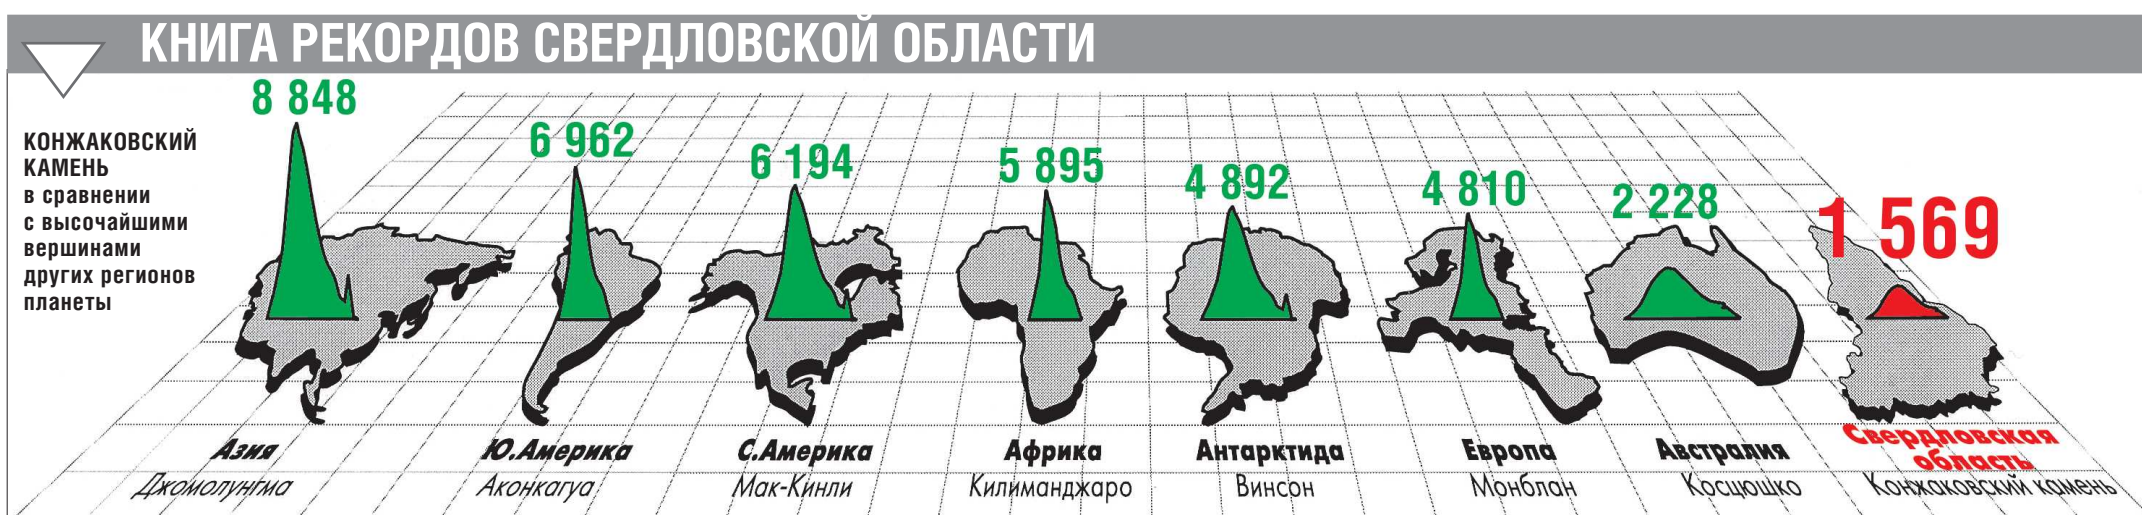 КНИГА РЕКОРДОВ СВЕРДЛОВСКОЙ ОБЛАСТИ
КОНЖАКОВСКИЙ
КАМЕНЬ
в сравнении
с высочайшими
вершинами
других регионов
планеты
8 848
6 962
6 194
5 895
4 892
4 810
2 228
1 569
Азия
Ю.Америка
С.Америка
Африка
Антарктида
Европа
Австралия
Свердловская
область
Джомолунгма
Аконкагуа
Мак-Кинли
Килиманджаро
Винсон
Монблан
Косцюшко
Конжаковский камень